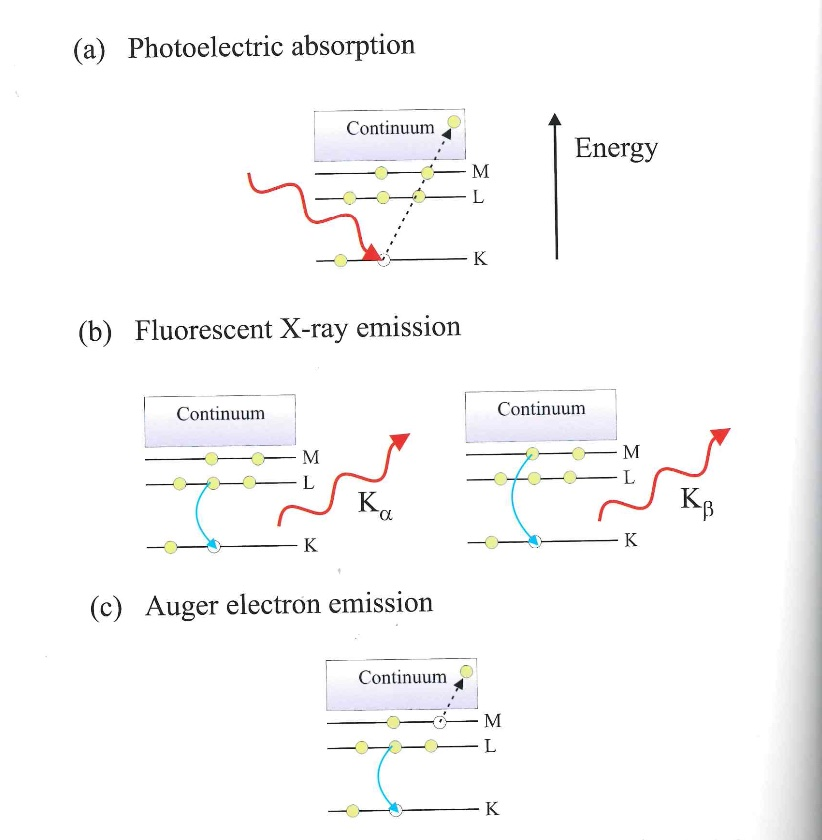 (a) Photoelectric absorption
Continuum
M
L
K
Energy
(b) Fluorescent X-ray emission
Continuum
M
L
K
Kα
Continuum
M
L
K
Kβ
(c) Auger electron emission
Continuum
M
L
K